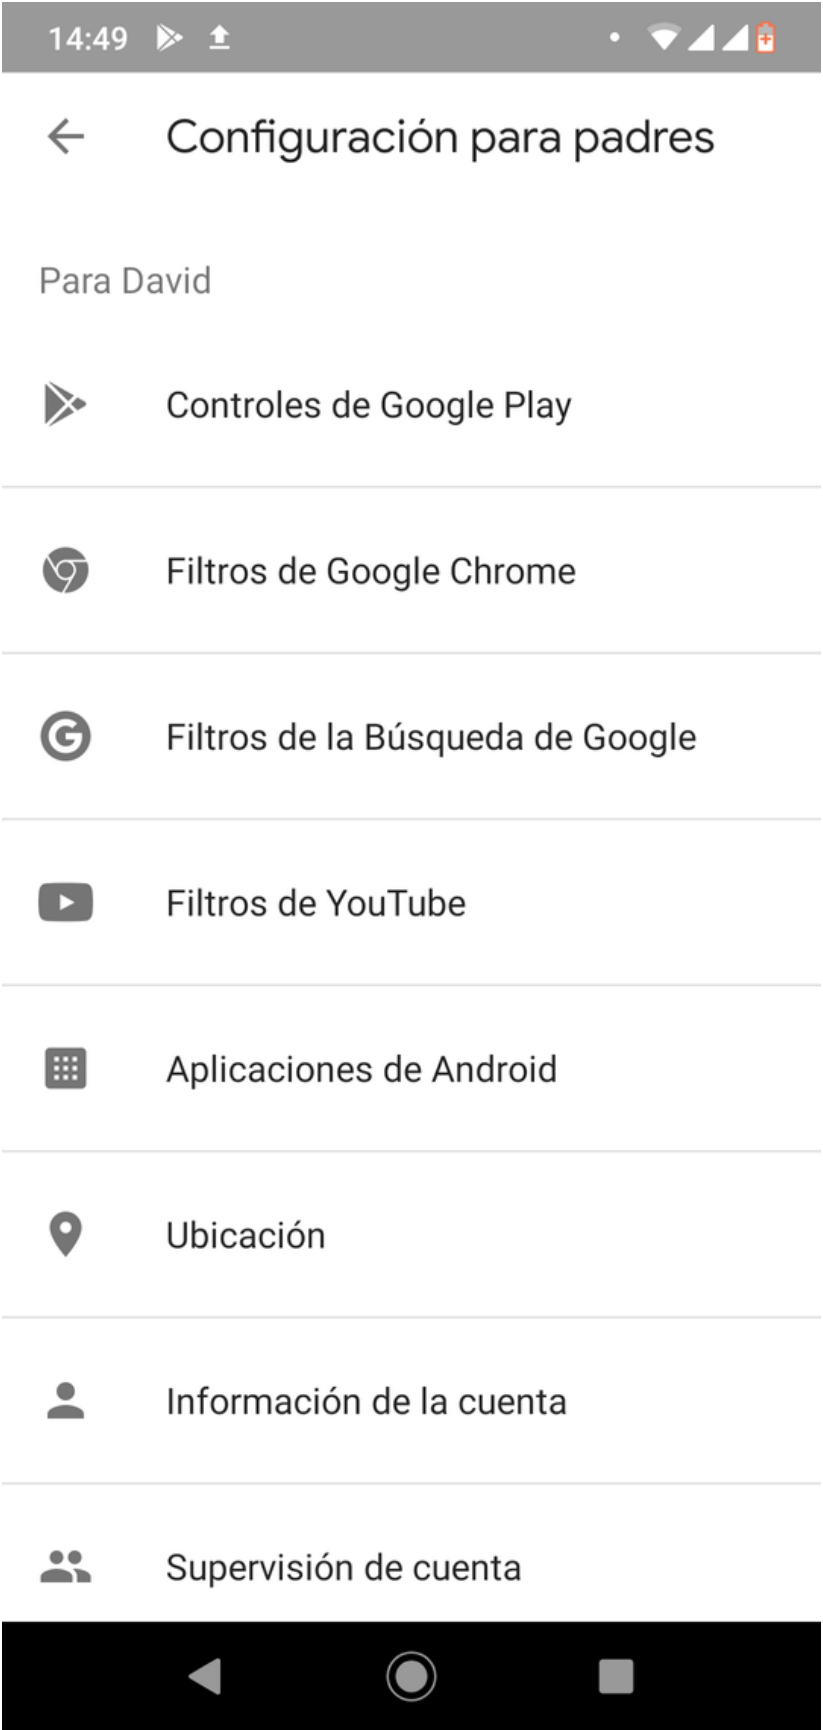 14:49
Configuración para padres
Para David
Controles de Google Play
Filtros de Google Chrome
Filtros de la Búsqueda de Google
Filtros de YouTube
Aplicaciones de Android
Ubicación
Información de la cuenta
Supervisión de cuenta